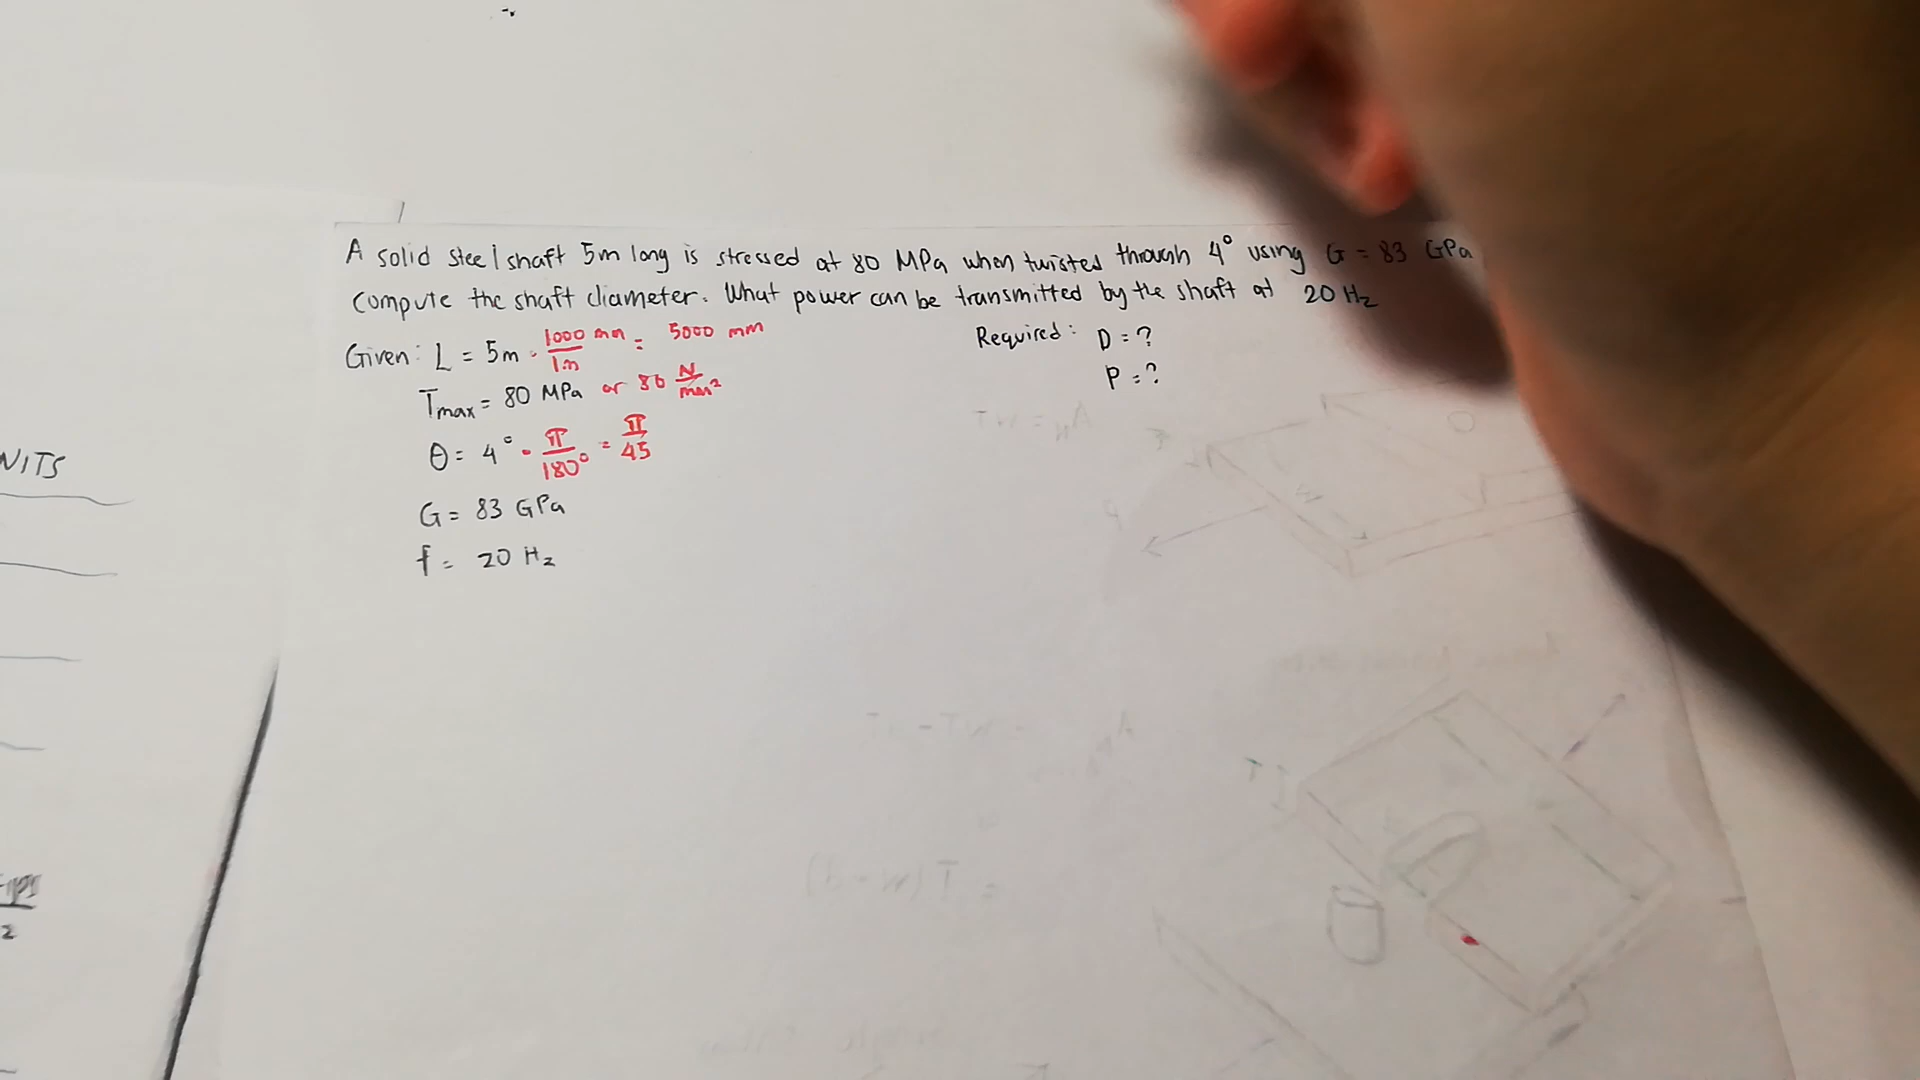 A solid steel shaft 5m long is stressed at 80 MPa when twisted through 4° using G = 83 GPa
Compute the shaft diameter. What power can be transmitted by the shaft at 20 Hz
Given: L = 5m · 1000 mm / 1m = 5000 mm
Required: D = ?
P = ?
Tmax = 80 MPa or 80 N/mm²
θ = 4° · π/180° = π/45
G = 83 GPa
f = 20 Hz
NITS
2